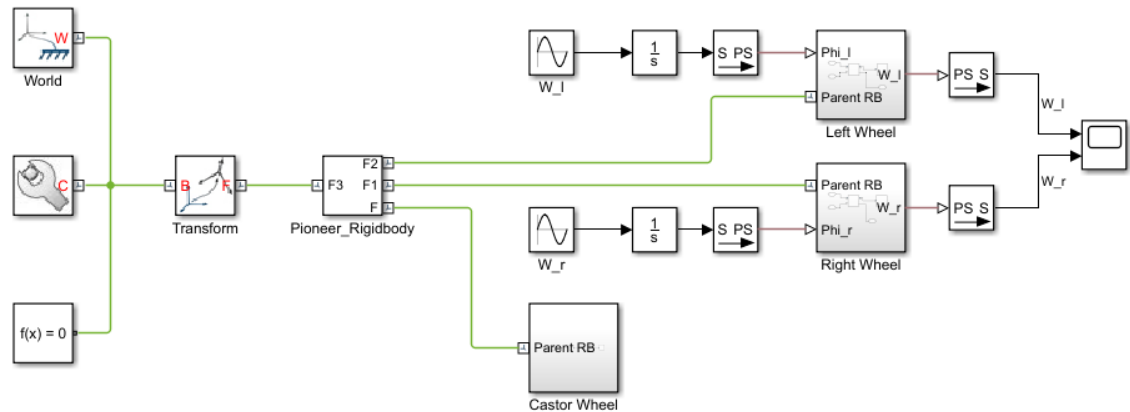 W
World
C
f(x) = 0
B
F
Transform
F3
F2
F1
F
Pioneer_Rigidbody
W_l
1
s
S PS
Phi_l
W_l
Parent RB
Left Wheel
PS S
W_l
W_r
Parent RB
W_r
Phi_r
Right Wheel
PS S
W_r
1
s
S PS
Parent RB
Castor Wheel